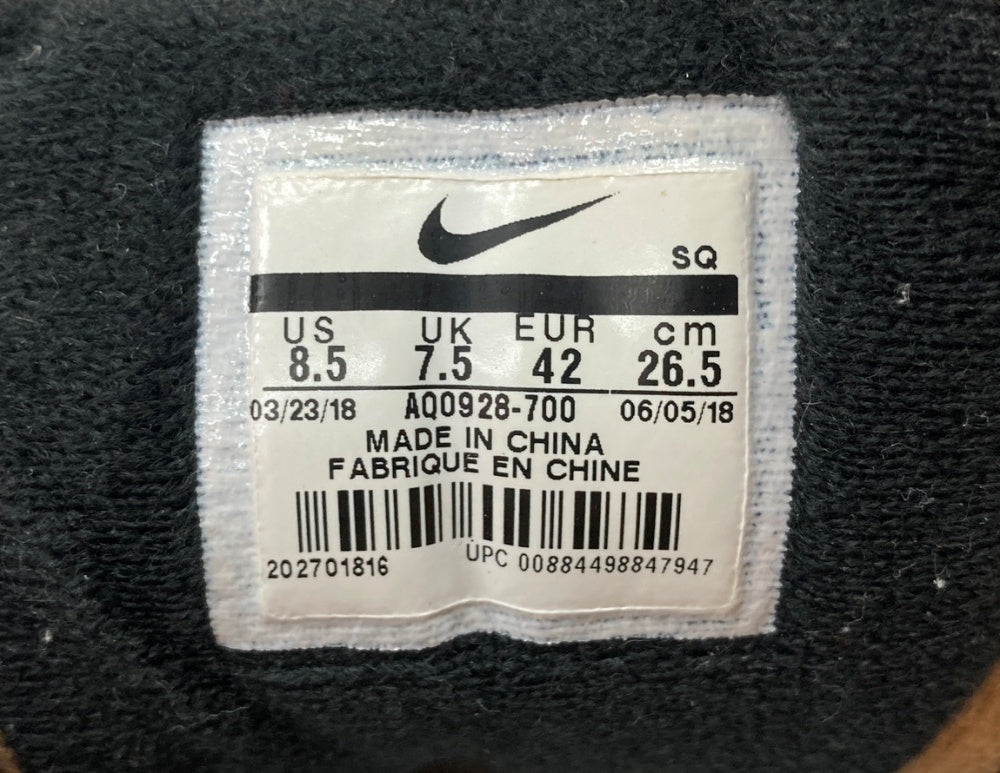 SQ
US UK EUR cm
8.5 7.5 42 26.5
03/23/18 AQ0928-700 06/05/18
MADE IN CHINA
FABRIQUE EN CHINE
202701816 UPC 00884498847947